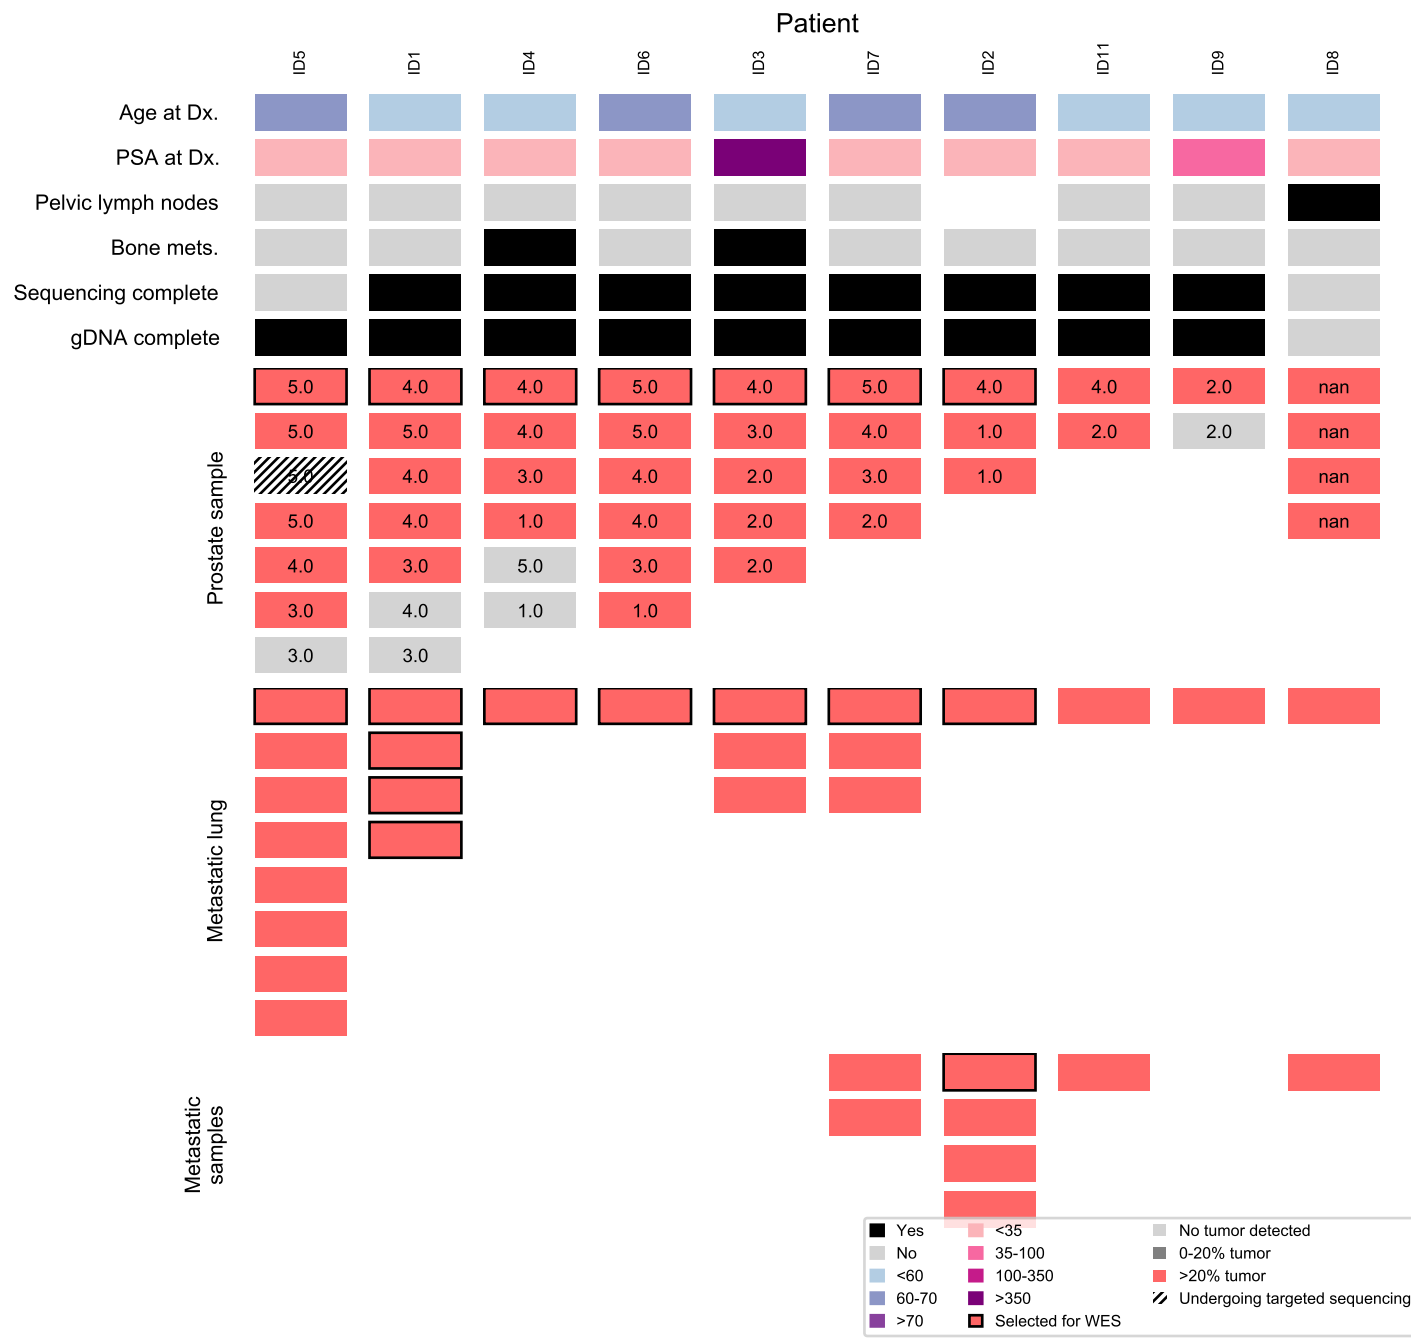 Patient
ID5 ID1 ID4 ID6 ID3 ID7 ID2 ID11 ID9 ID8
Age at Dx.
PSA at Dx.
Pelvic lymph nodes
Bone mets.
Sequencing complete
gDNA complete
Prostate sample
5.0 4.0 4.0 5.0 4.0 5.0 4.0 4.0 2.0 nan
5.0 5.0 4.0 5.0 3.0 4.0 1.0 2.0 2.0 nan
5.0 4.0 3.0 4.0 2.0 3.0 1.0 nan
5.0 4.0 1.0 4.0 2.0 2.0 nan
4.0 3.0 5.0 3.0 2.0
3.0 4.0 1.0 1.0
3.0 3.0
Metastatic lung
Metastatic
samples
Yes
No
<60
60-70
>70
<35
35-100
100-350
>350
Selected for WES
No tumor detected
0-20% tumor
>20% tumor
Undergoing targeted sequencing